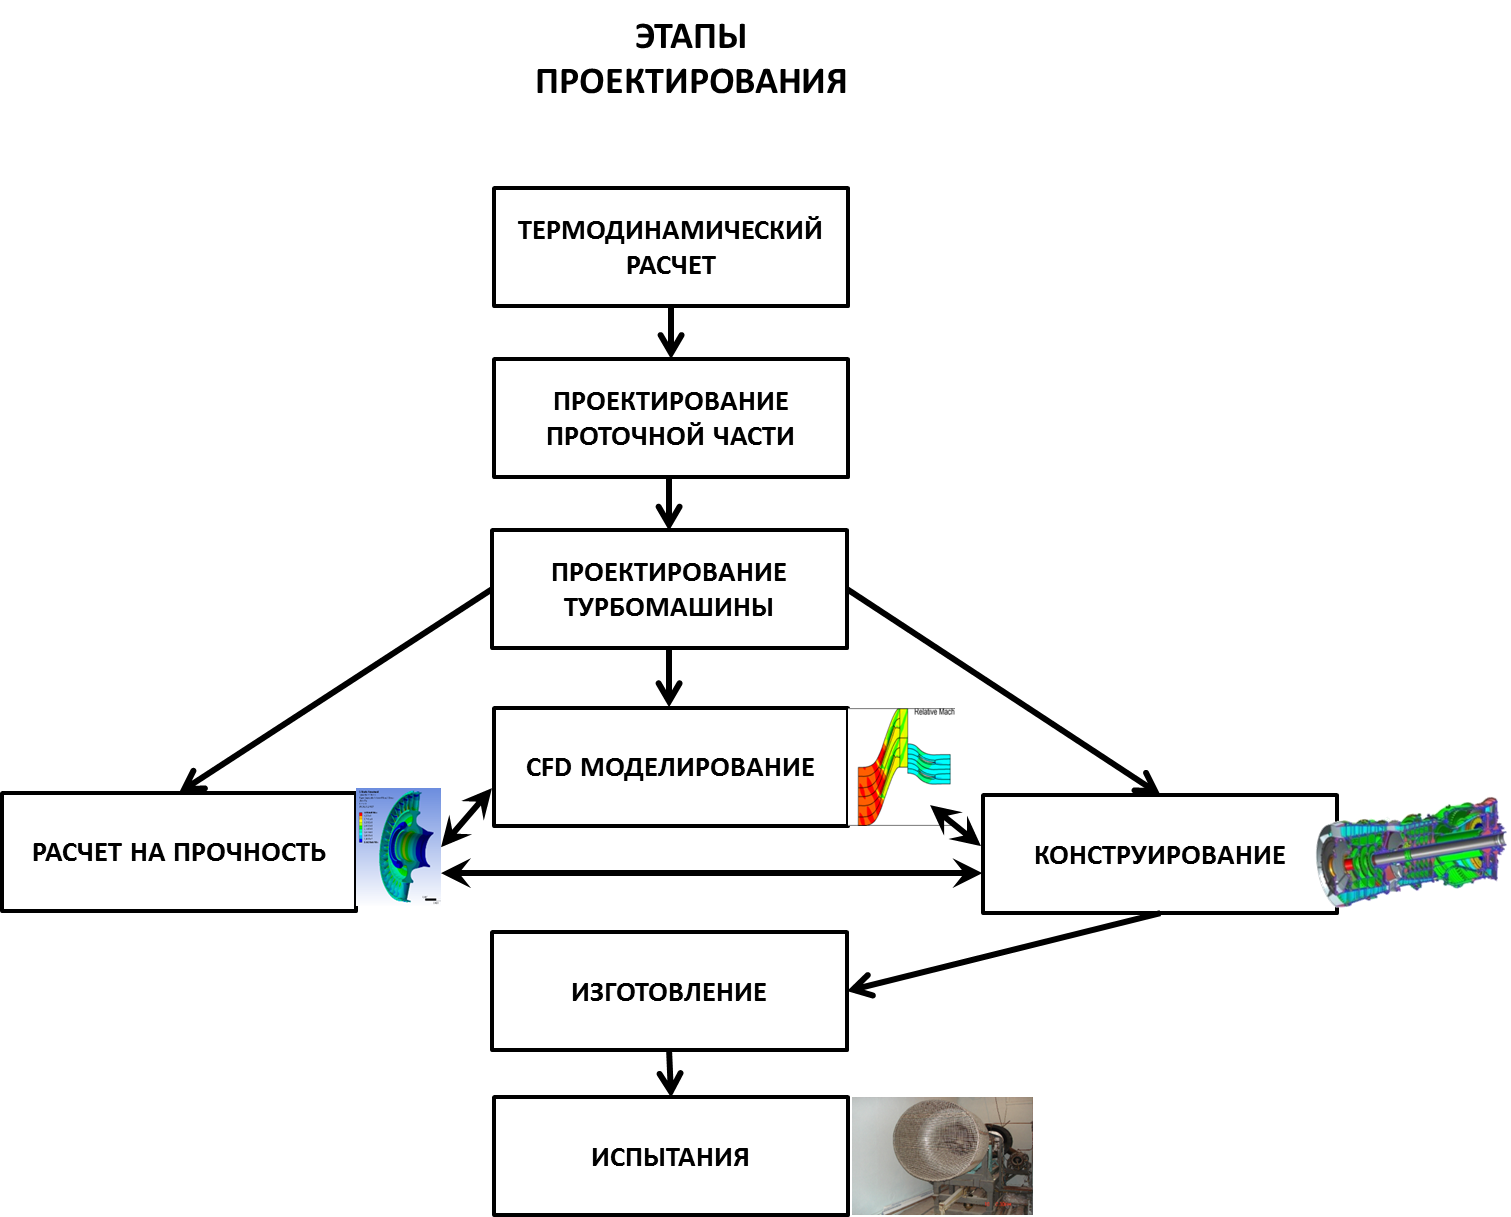 ЭТАПЫ
ПРОЕКТИРОВАНИЯ
ТЕРМОДИНАМИЧЕСКИЙ
РАСЧЕТ
ПРОЕКТИРОВАНИЕ
ПРОТОЧНОЙ ЧАСТИ
ПРОЕКТИРОВАНИЕ
ТУРБОМАШИНЫ
Relative Mach
CFD МОДЕЛИРОВАНИЕ
РАСЧЕТ НА ПРОЧНОСТЬ
КОНСТРУИРОВАНИЕ
ИЗГОТОВЛЕНИЕ
ИСПЫТАНИЯ